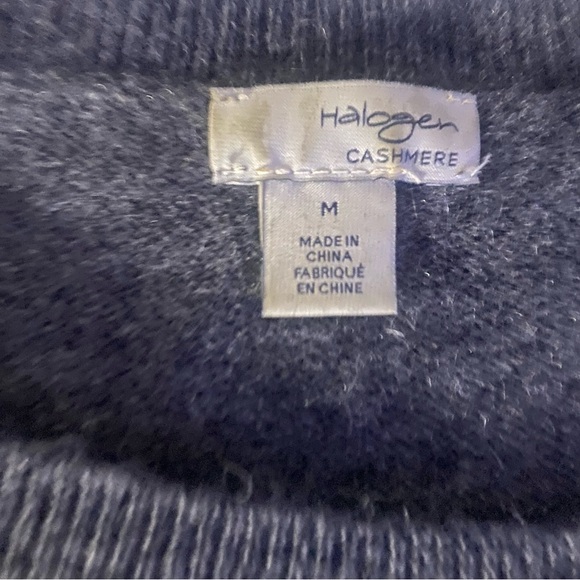 Halogen
CASHMERE
M
MADE IN
CHINA
FABRIQUÉ
EN CHINE